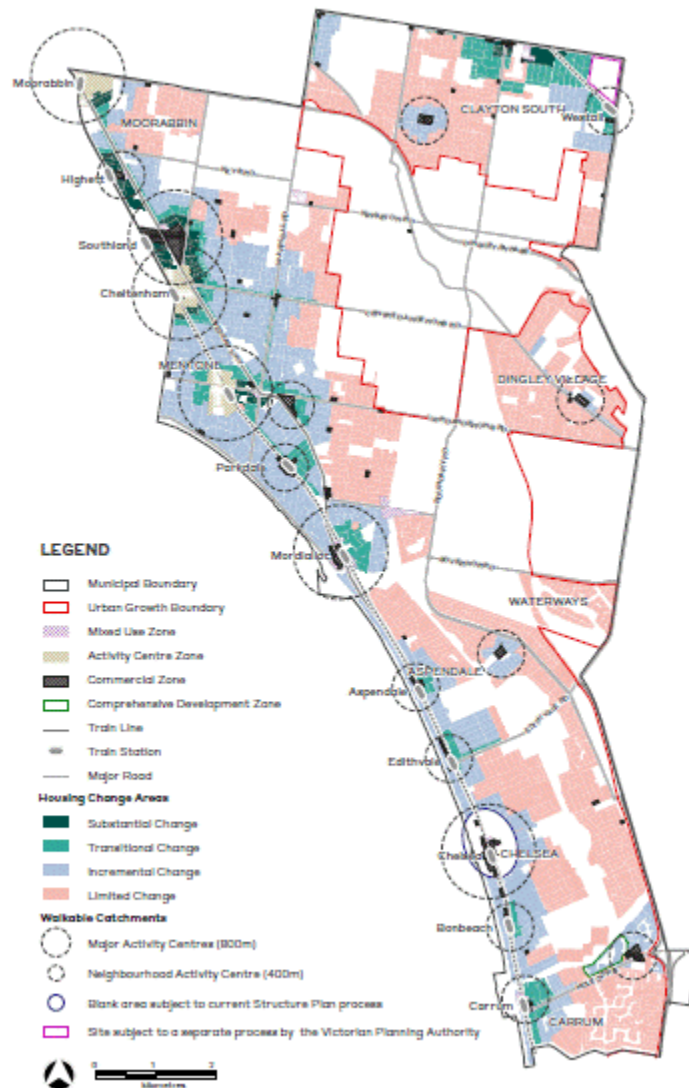 Moorabbin
MOORABBIN
CLAYTON SOUTH
Westall
Highett
Southland
Cheltenham
MENTONE
DINGLEY VILLAGE
Parkdale
Mordialloc
WATERWAYS
ASPENDALE
Aspendale
Edithvale
Chelsea
CHELSEA
Bonbeach
Carrum
CARRUM
LEGEND
Municipal Boundary
Urban Growth Boundary
Mixed Use Zone
Activity Centre Zone
Commercial Zone
Comprehensive Development Zone
Train Line
Train Station
Major Road
Housing Change Areas
Substantial Change
Transitional Change
Incremental Change
Limited Change
Walkable Catchments
Major Activity Centres (800m)
Neighbourhood Activity Centre (400m)
Blank area subject to current Structure Plan process
Site subject to a separate process by the Victorian Planning Authority
0 1 2
kilometres